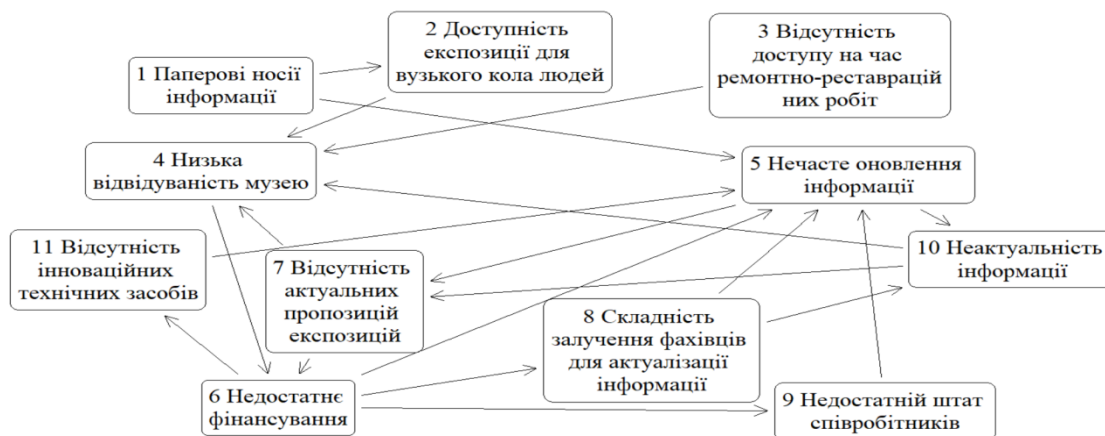 1 Паперові носії
інформації
2 Доступність
експозиції для
вузького кола людей
3 Відсутність
доступу на час
ремонтно-реставрацій
них робіт
4 Низька
відвідуваність музею
5 Нечасте оновлення
інформації
11 Відсутність
інноваційних
технічних засобів
7 Відсутність
актуальних
пропозицій
експозицій
10 Неактуальність
інформації
8 Складність
залучення фахівців
для актуалізації
інформації
6 Недостатнє
фінансування
9 Недостатній штат
співробітників